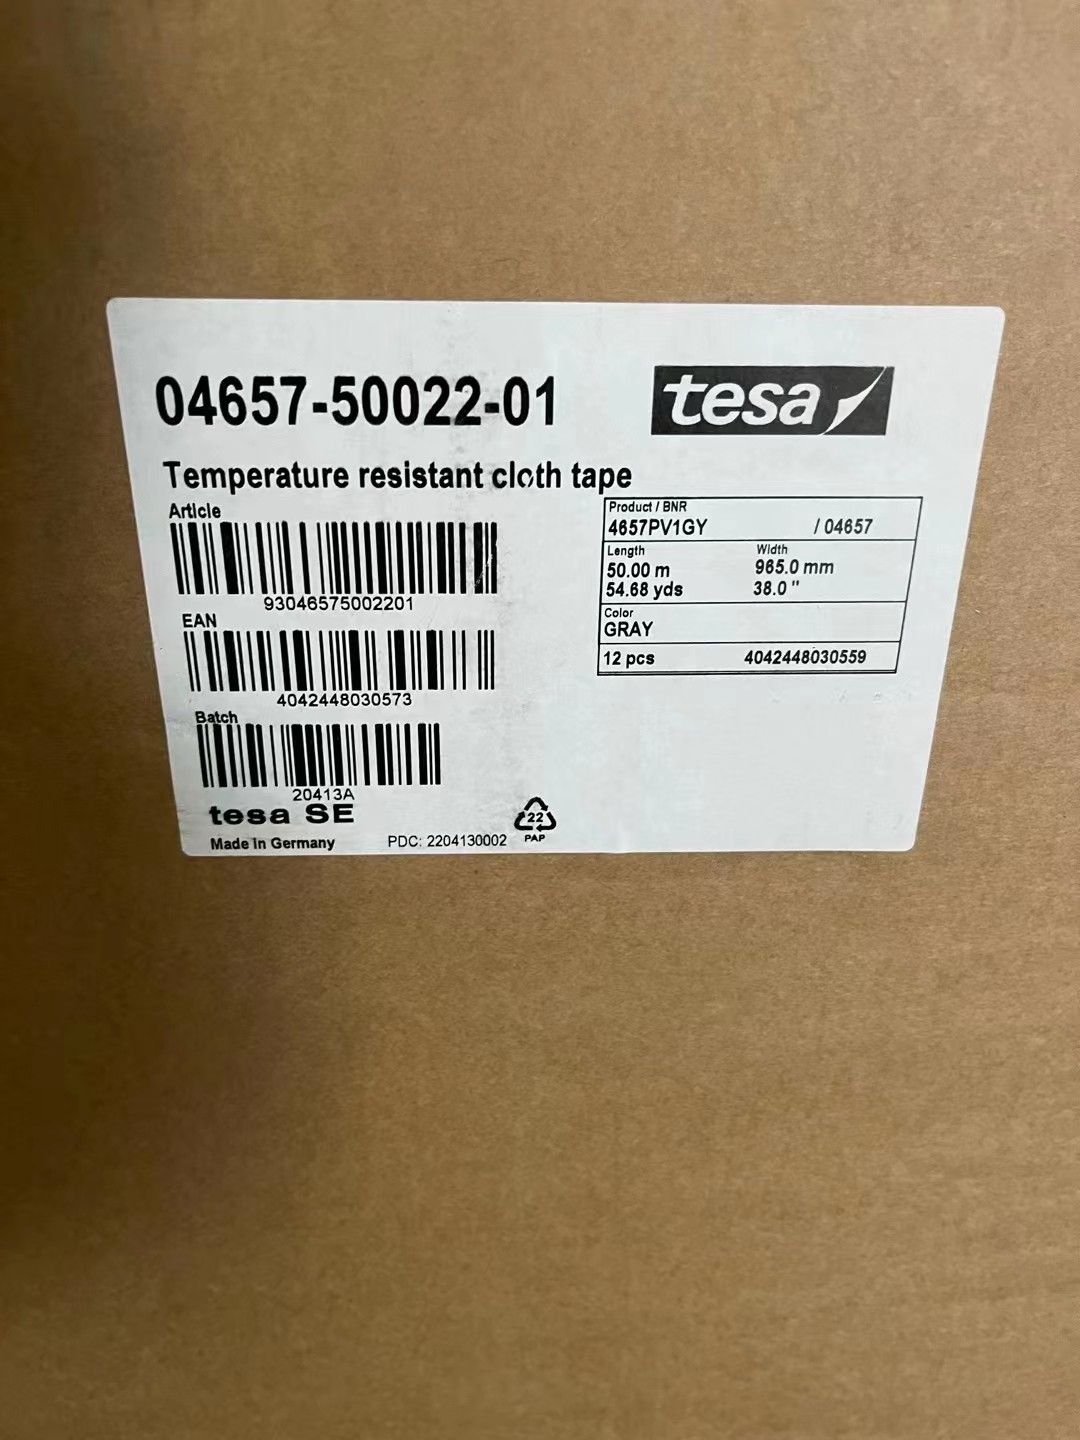 04657-50022-01
tesa
Temperature resistant cloth tape
Article
93046575002201
EAN
4042448030573
Batch
20413A
tesa SE
Made in Germany
PDC: 2204130002
22
PAP
Product / BNR
4657PV1GY / 04657
Length Width
50.00 m 965.0 mm
54.68 yds 38.0 "
Color
GRAY
12 pcs 4042448030559